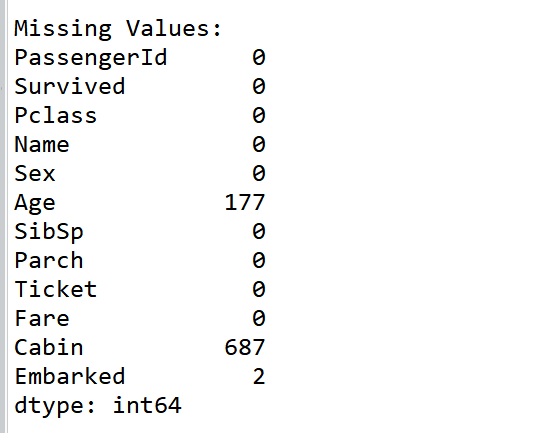 Missing Values:
PassengerId      0
Survived         0
Pclass           0
Name             0
Sex              0
Age            177
SibSp            0
Parch            0
Ticket           0
Fare             0
Cabin          687
Embarked         2
dtype: int64